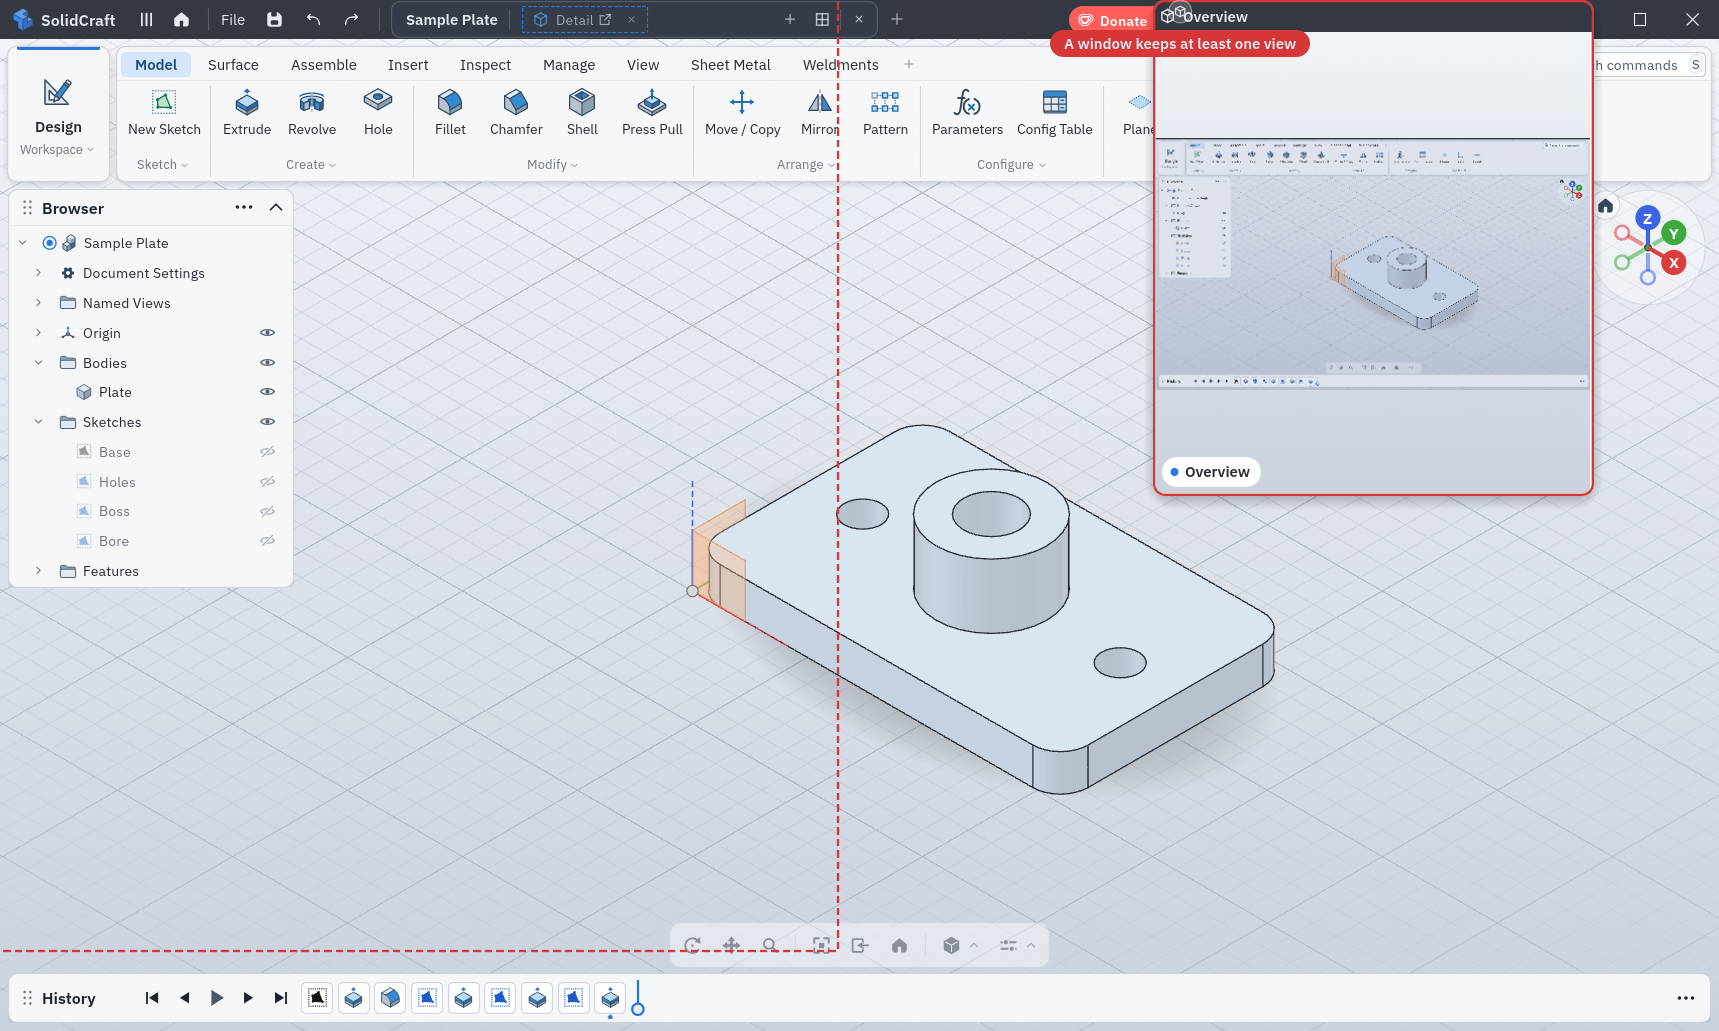 SolidCraft
File
Sample Plate
Detail
Donate
Overview
A window keeps at least one view
Model
Surface
Assemble
Insert
Inspect
Manage
View
Sheet Metal
Weldments
h commands
S
Design
Workspace
New Sketch
Extrude
Revolve
Hole
Fillet
Chamfer
Shell
Press Pull
Move / Copy
Mirror
Pattern
Parameters
Config Table
Plane
Sketch
Create
Modify
Arrange
Configure
Browser
Sample Plate
Document Settings
Named Views
Origin
Bodies
Plate
Sketches
Base
Holes
Boss
Bore
Features
Z
Y
X
Overview
History